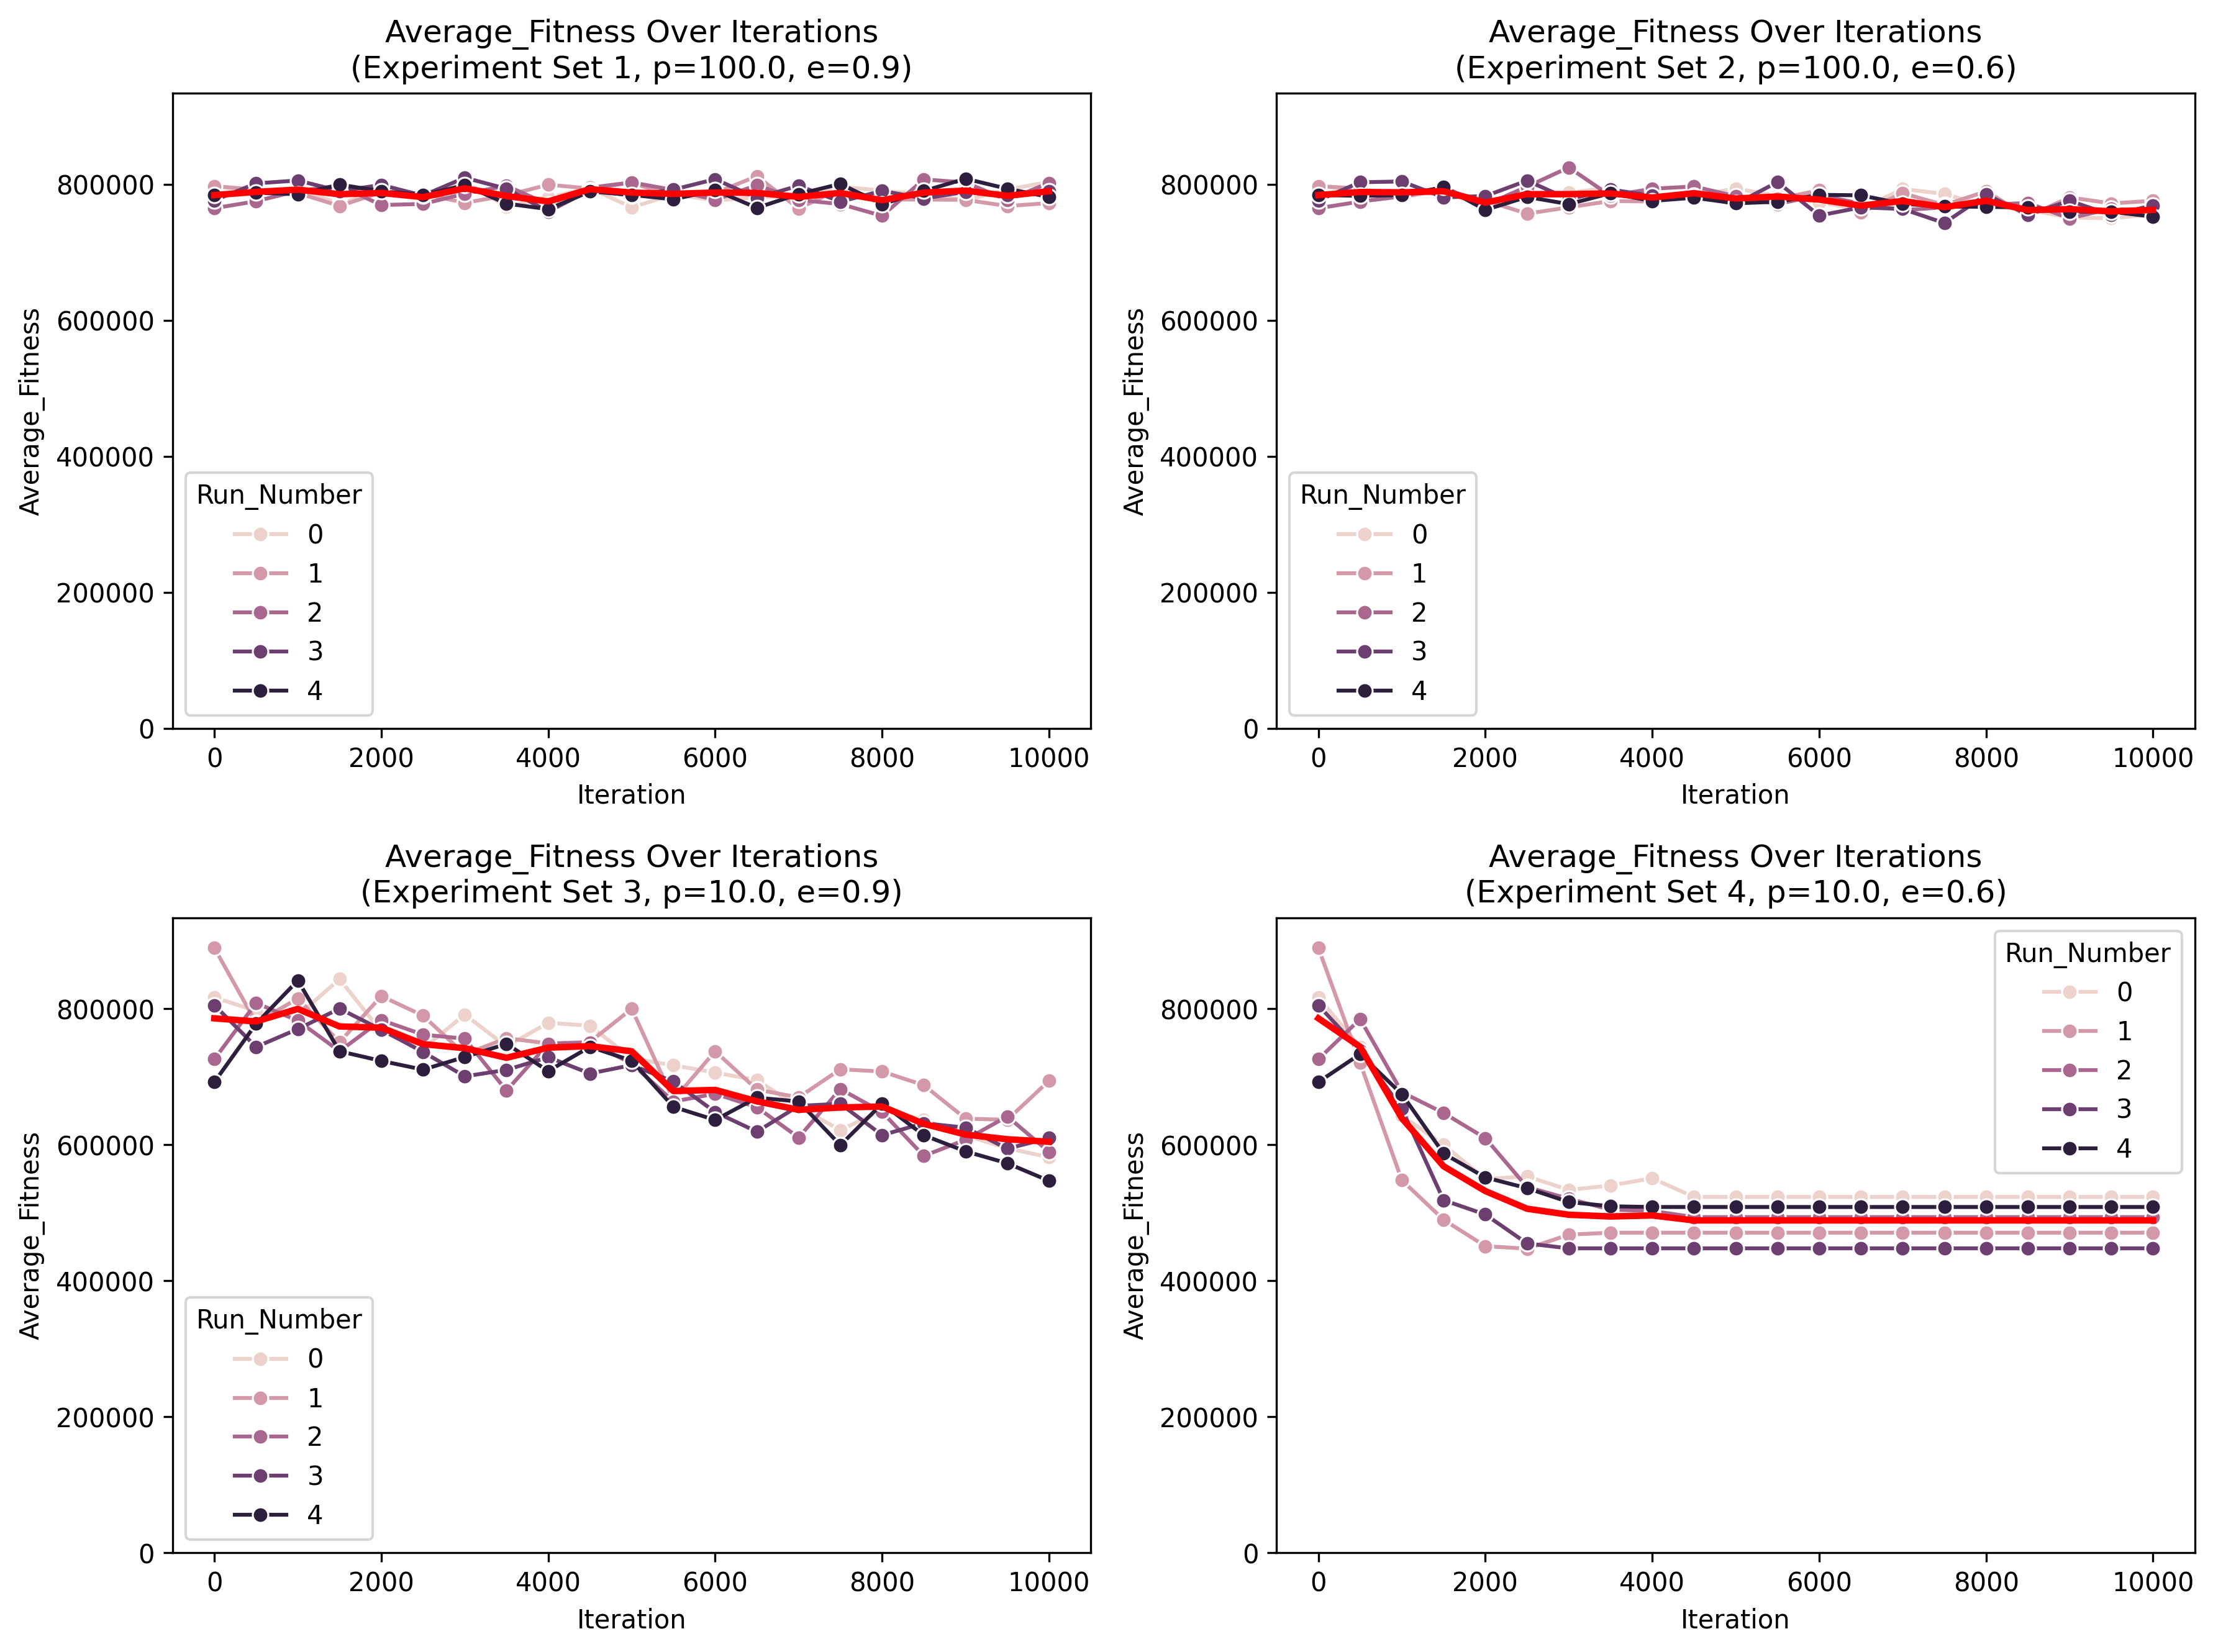 Average_Fitness Over Iterations
(Experiment Set 1, p=100.0, e=0.9)
Average_Fitness
800000
600000
400000
200000
0
Run_Number
0
1
2
3
4
0 2000 4000 6000 8000 10000
Iteration
Average_Fitness Over Iterations
(Experiment Set 2, p=100.0, e=0.6)
Average_Fitness
800000
600000
400000
200000
0
Run_Number
0
1
2
3
4
0 2000 4000 6000 8000 10000
Iteration
Average_Fitness Over Iterations
(Experiment Set 3, p=10.0, e=0.9)
Average_Fitness
800000
600000
400000
200000
0
Run_Number
0
1
2
3
4
0 2000 4000 6000 8000 10000
Iteration
Average_Fitness Over Iterations
(Experiment Set 4, p=10.0, e=0.6)
Average_Fitness
800000
600000
400000
200000
0
Run_Number
0
1
2
3
4
0 2000 4000 6000 8000 10000
Iteration